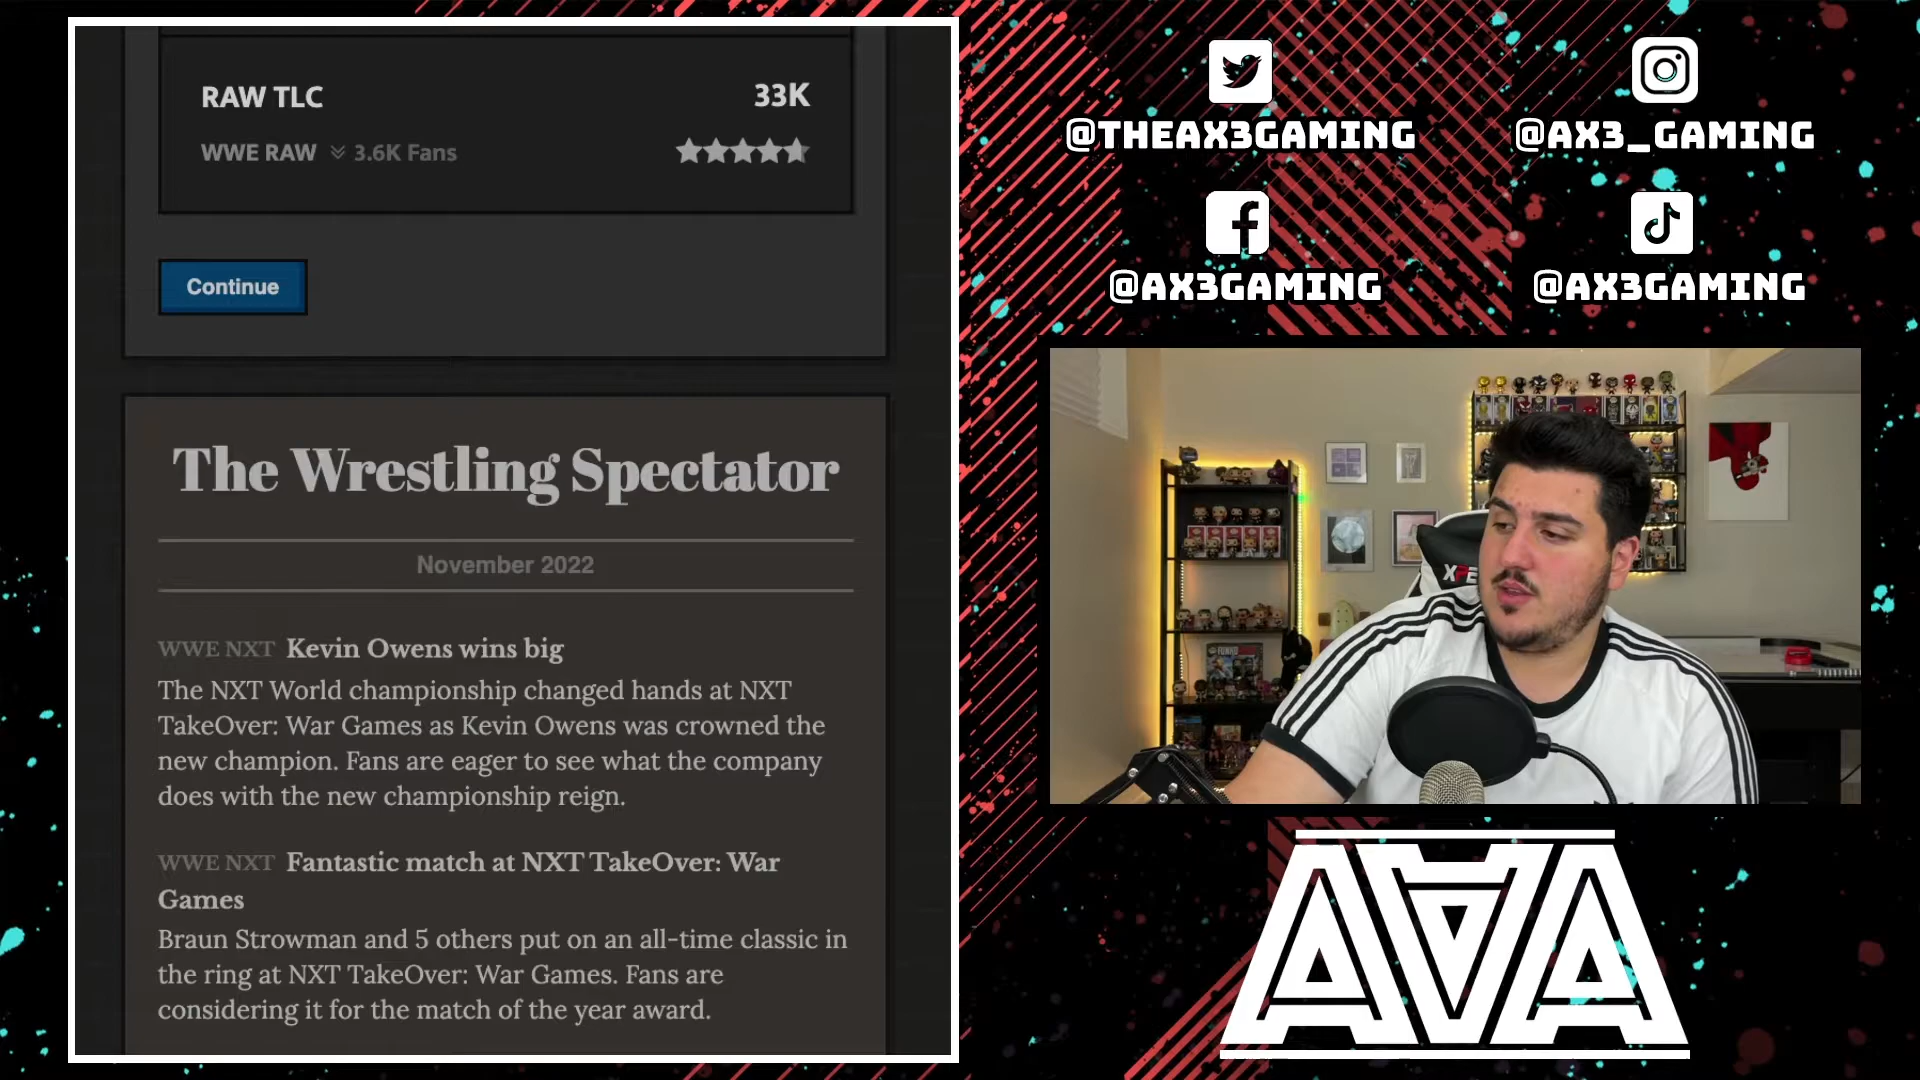 RAW TLC
33K
WWE RAW 3.6K Fans
Continue
The Wrestling Spectator
November 2022
WWE NXT Kevin Owens wins big
The NXT World championship changed hands at NXT
TakeOver: War Games as Kevin Owens was crowned the
new champion. Fans are eager to see what the company
does with the new championship reign.
WWE NXT Fantastic match at NXT TakeOver: War
Games
Braun Strowman and 5 others put on an all-time classic in
the ring at NXT TakeOver: War Games. Fans are
considering it for the match of the year award.
@THEAX3GAMING
@AX3_GAMING
@AX3GAMING
@AX3GAMING